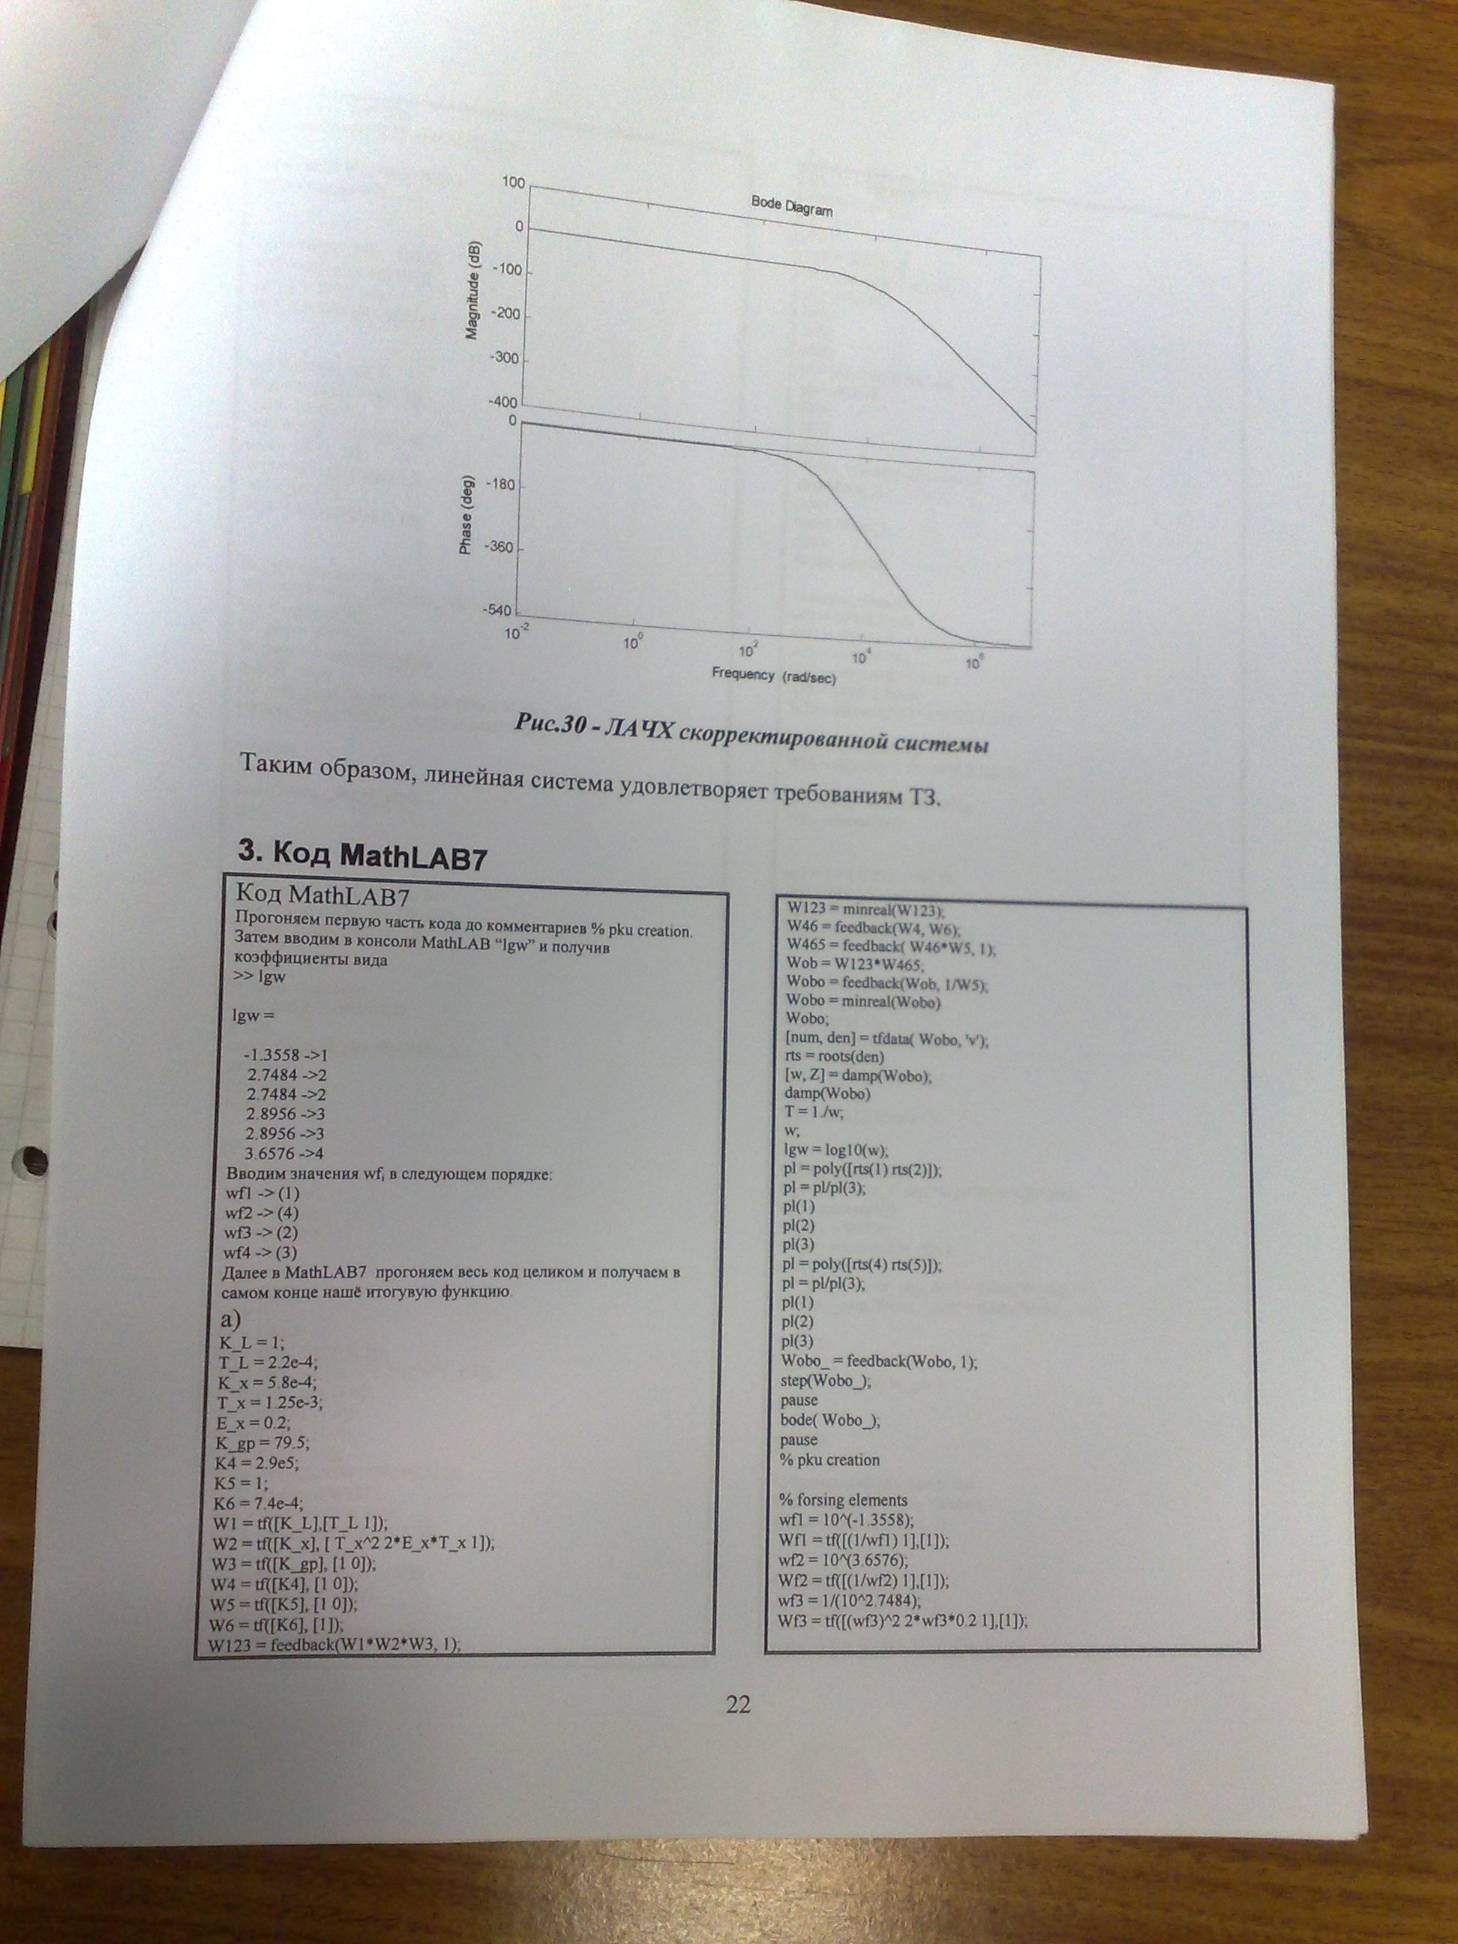 Bode Diagram
Magnitude (dB)
100
0
-100
-200
-300
-400
Phase (deg)
0
-180
-360
-540
10^-2
10^0
10^2
10^4
10^6
Frequency (rad/sec)
Рис.30 - ЛАЧХ скорректированной системы
Таким образом, линейная система удовлетворяет требованиям ТЗ.
3. Код MathLAB7
Код MathLAB7
Прогоняем первую часть кода до комментариев % pku creation.
Затем вводим в консоли MathLAB “lgw” и получив
коэффициенты вида
>> lgw
lgw =
-1.3558 ->1
2.7484 ->2
2.7484 ->2
2.8956 ->3
2.8956 ->3
3.6576 ->4
Вводим значения wfi в следующем порядке:
wf1 -> (1)
wf2 -> (4)
wf3 -> (2)
wf4 -> (3)
Далее в MathLAB7 прогоняем весь код целиком и получаем в
самом конце нашё итогувую функцию.
а)
K_L = 1;
T_L = 2.2e-4;
K_x = 5.8e-4;
T_x = 1.25e-3;
E_x = 0.2;
K_gp = 79.5;
K4 = 2.9e5;
K5 = 1;
K6 = 7.4e-4;
W1 = tf([K_L],[T_L 1]);
W2 = tf([K_x], [ T_x^2 2*E_x*T_x 1]);
W3 = tf([K_gp], [1 0]);
W4 = tf([K4], [1 0]);
W5 = tf([K5], [1 0]);
W6 = tf([K6], [1]);
W123 = feedback(W1*W2*W3, 1);
W123 = minreal(W123);
W46 = feedback(W4, W6);
W465 = feedback( W46*W5, 1);
Wob = W123*W465;
Wobo = feedback(Wob, 1/W5);
Wobo = minreal(Wobo)
Wobo;
[num, den] = tfdata( Wobo, 'v');
rts = roots(den)
[w, Z] = damp(Wobo);
damp(Wobo)
T = 1./w;
w;
lgw = log10(w);
pl = poly([rts(1) rts(2)]);
pl = pl/pl(3);
pl(1)
pl(2)
pl(3)
pl = poly([rts(4) rts(5)]);
pl = pl/pl(3);
pl(1)
pl(2)
pl(3)
Wobo_ = feedback(Wobo, 1);
step(Wobo_);
pause
bode( Wobo_);
pause
% pku creation
% forsing elements
wf1 = 10^(-1.3558);
Wf1 = tf([(1/wf1) 1],[1]);
wf2 = 10^(3.6576);
Wf2 = tf([(1/wf2) 1],[1]);
wf3 = 1/(10^2.7484);
Wf3 = tf([(wf3)^2 2*wf3*0.2 1],[1]);
22